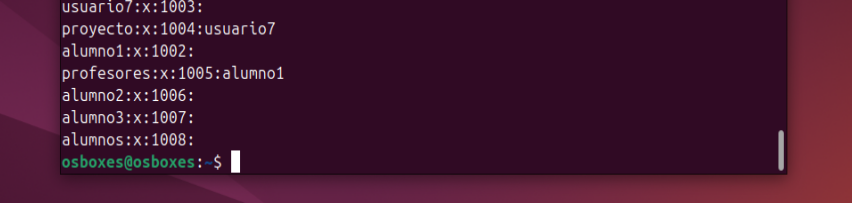 usuario7:x:1003:
proyecto:x:1004:usuario7
alumno1:x:1002:
profesores:x:1005:alumno1
alumno2:x:1006:
alumno3:x:1007:
alumnos:x:1008:
osboxes@osboxes:~$